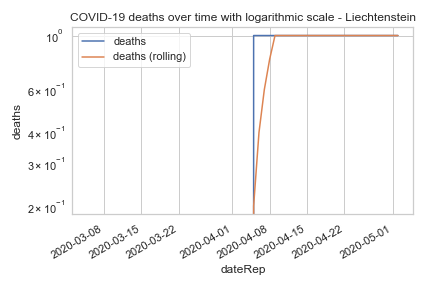 COVID-19 deaths over time with logarithmic scale - Liechtenstein
deaths
deaths (rolling)
10⁰
6 × 10⁻¹
4 × 10⁻¹
3 × 10⁻¹
2 × 10⁻¹
deaths
2020-03-08
2020-03-15
2020-03-22
2020-04-01
2020-04-08
2020-04-15
2020-04-22
2020-05-01
dateRep